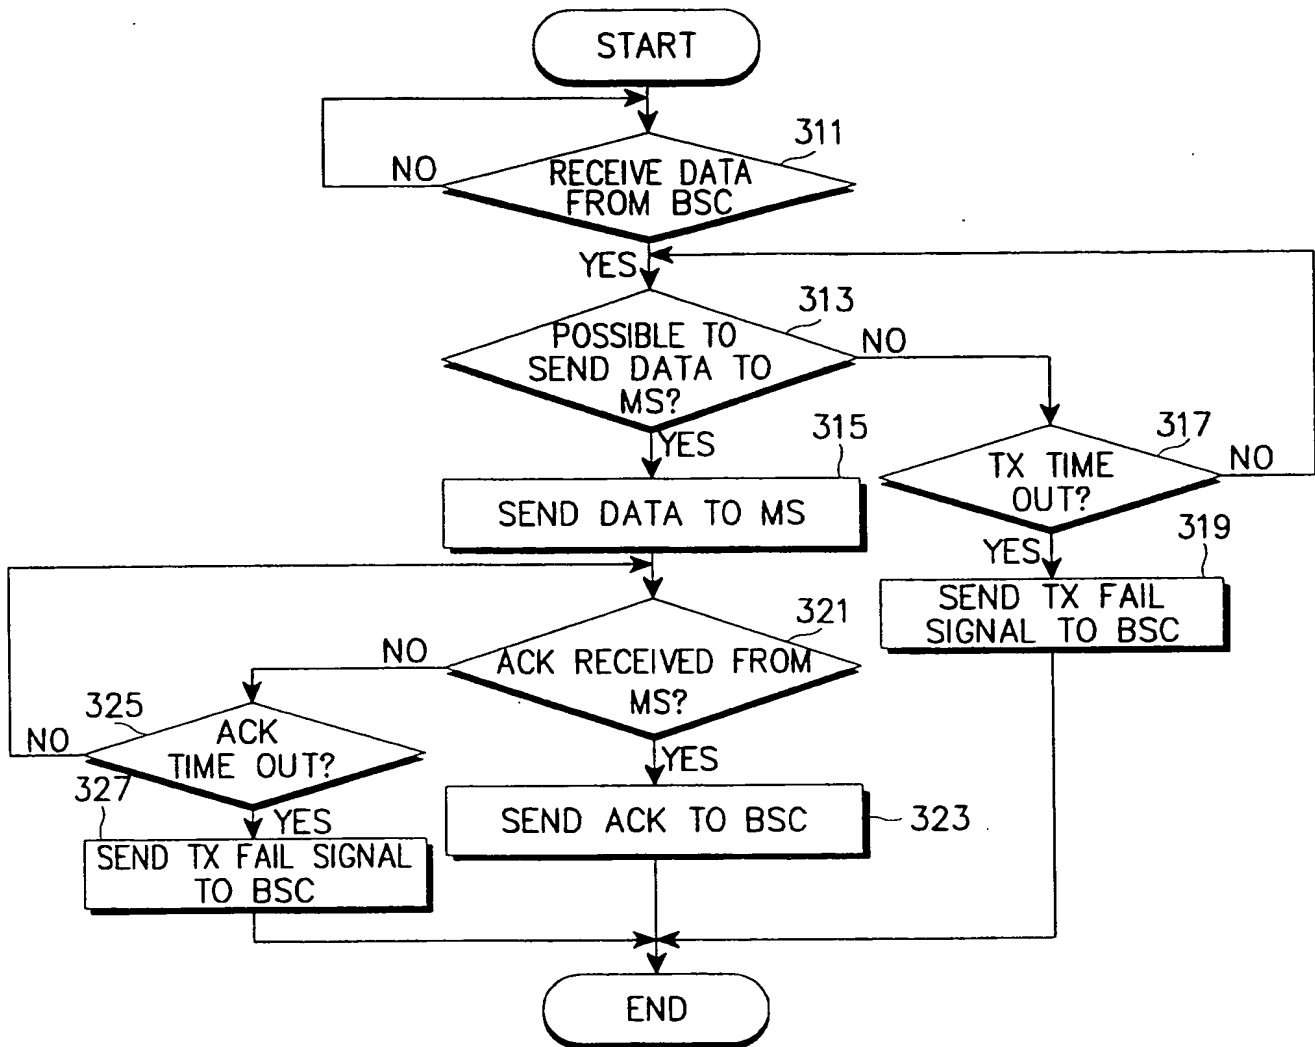 START
311
NO
RECEIVE DATA
FROM BSC
YES
313
POSSIBLE TO
SEND DATA TO
MS?
NO
YES
315
SEND DATA TO MS
317
TX TIME
OUT?
NO
YES
319
SEND TX FAIL
SIGNAL TO BSC
321
ACK RECEIVED FROM
MS?
NO
325
ACK
TIME OUT?
NO
YES
327
SEND TX FAIL SIGNAL
TO BSC
YES
SEND ACK TO BSC
323
END